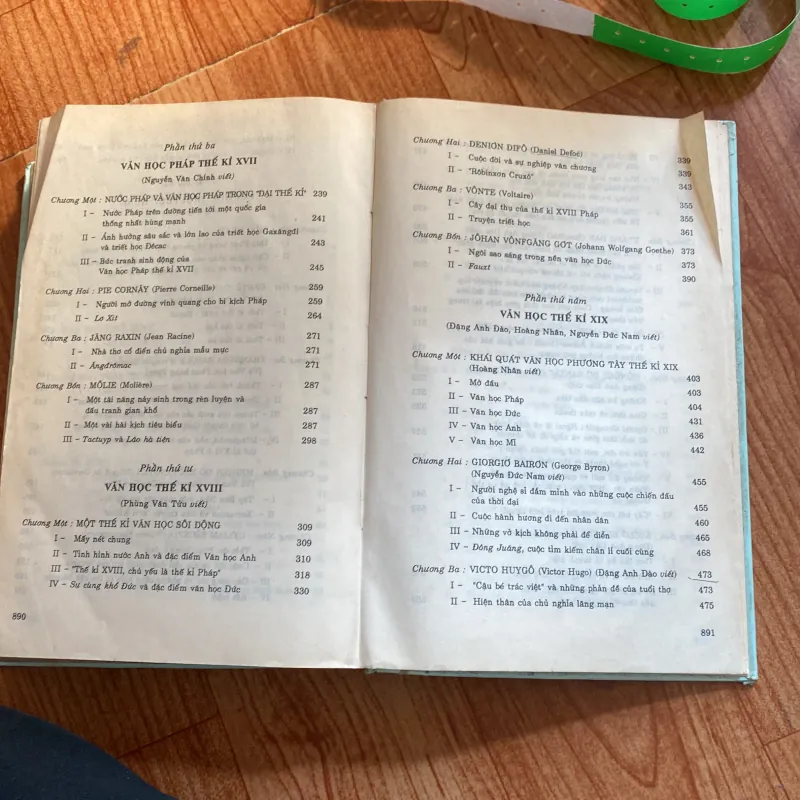 Phần thứ ba
VĂN HỌC PHÁP THẾ KỈ XVII
(Nguyễn Văn Chính viết)
Chương Một : NƯỚC PHÁP VÀ VĂN HỌC PHÁP TRONG "ĐẠI THẾ KỈ" 239
I - Nước Pháp trên đường tiến tới một quốc gia
thống nhất hùng mạnh 241
II - Ảnh hưởng sâu sắc và lớn lao của triết học Gaxăngđi
và triết học Đêcac 243
III - Bức tranh sinh động của
Văn học Pháp thế kỉ XVII 245
Chương Hai : PIE CORNÂY (Pierre Corneille) 259
I - Người mở đường vinh quang cho bi kịch Pháp 259
II - Lơ Xit 264
Chương Ba : JĂNG RAXIN (Jean Racine) 271
I - Nhà thơ cổ điển chủ nghĩa mẫu mực 271
II - Ăngđrômac 271
Chương Bốn : MÔLIE (Molière) 287
I - Một tài năng nảy sinh trong rèn luyện và
đấu tranh gian khổ 287
II - Một vài hài kịch tiêu biểu 287
III - Tactuyp và Lão hà tiện 298
Phần thứ tư
VĂN HỌC THẾ KỈ XVIII
(Phùng Văn Tửu viết)
Chương Một : MỘT THẾ KỈ VĂN HỌC SÔI ĐỘNG 309
I - Mấy nét chung 309
II - Tình hình nước Anh và đặc điểm Văn học Anh 310
III - "Thế kỉ XVIII, chủ yếu là thế kỉ Pháp" 318
IV - Sự cùng khổ Đức và đặc điểm văn học Đức 330
890
Chương Hai : DENIƠN ĐIFÔ (Daniel Defoé) 339
I - Cuộc đời và sự nghiệp văn chương 339
II - "Rôbinxơn Cruxô" 343
Chương Ba : VÔNTE (Voltaire) 355
I - Cây đại thụ của thế kỉ XVIII Pháp 355
II - Truyện triết học 361
Chương Bốn : JÔHAN VÔNFGĂNG GƠT (Johann Wolfgang Goethe) 373
I - Ngôi sao sáng trong nền văn học Đức 373
II - Fauxt 390
Phần thứ năm
VĂN HỌC THẾ KỈ XIX
(Đặng Anh Đào, Hoàng Nhân, Nguyễn Đức Nam viết)
Chương Một : KHÁI QUÁT VĂN HỌC PHƯƠNG TÂY THẾ KỈ XIX
(Hoàng Nhân viết) 403
I - Mở đầu 403
II - Văn học Pháp 404
III - Văn học Đức 431
IV - Văn học Anh 436
V - Văn học Mĩ 442
Chương Hai : GIORGIƠ BAIRƠN (George Byron)
(Nguyễn Đức Nam viết) 455
I - Người nghệ sĩ đắm mình vào những cuộc chiến đấu
của thời đại 455
II - Cuộc hành hương đi đến nhân dân 460
III - Những vở kịch không phải để diễn 465
IV - Đông Juăng, cuộc tìm kiếm chân lí cuối cùng 468
Chương Ba : VICTO HUYGÔ (Victor Hugo) (Đặng Anh Đào viết) 473
I - "Cậu bé trác việt" và những phản đề của tuổi thơ 473
II - Hiện thân của chủ nghĩa lãng mạn 475
891